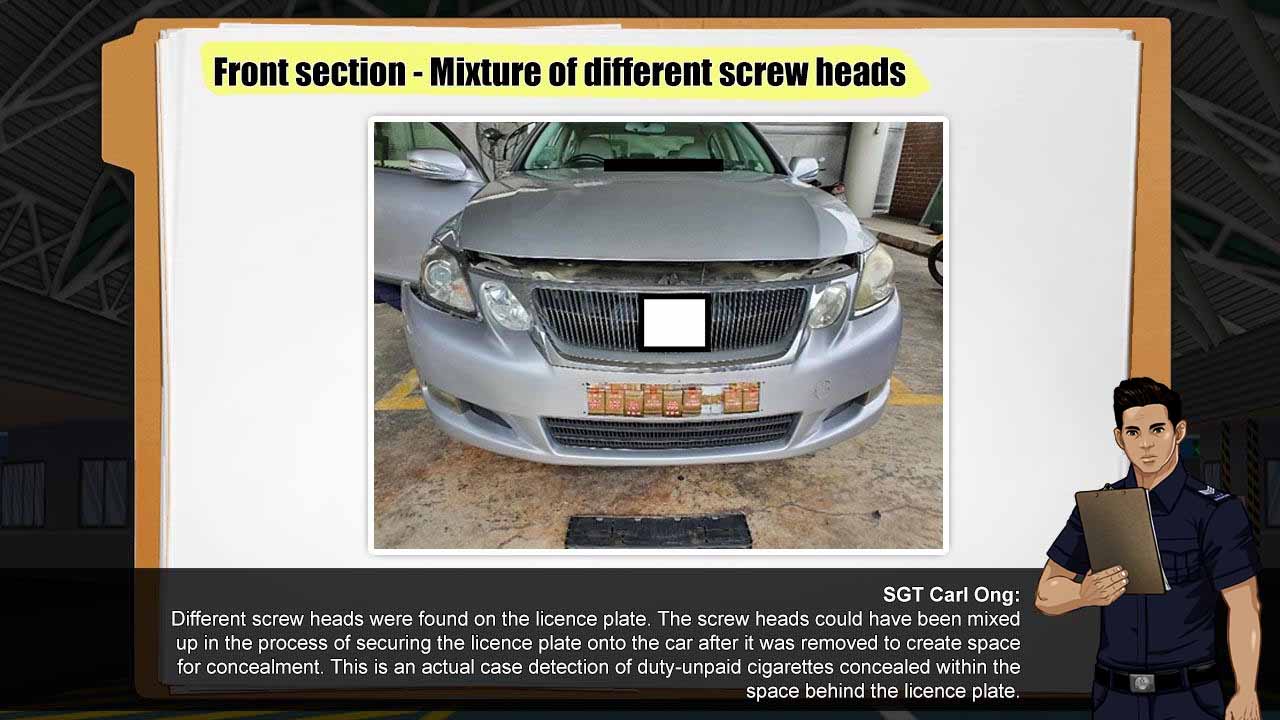 Front section - Mixture of different screw heads
SGT Carl Ong:
Different screw heads were found on the licence plate. The screw heads could have been mixed
up in the process of securing the licence plate onto the car after it was removed to create space
for concealment. This is an actual case detection of duty-unpaid cigarettes concealed within the
space behind the licence plate.